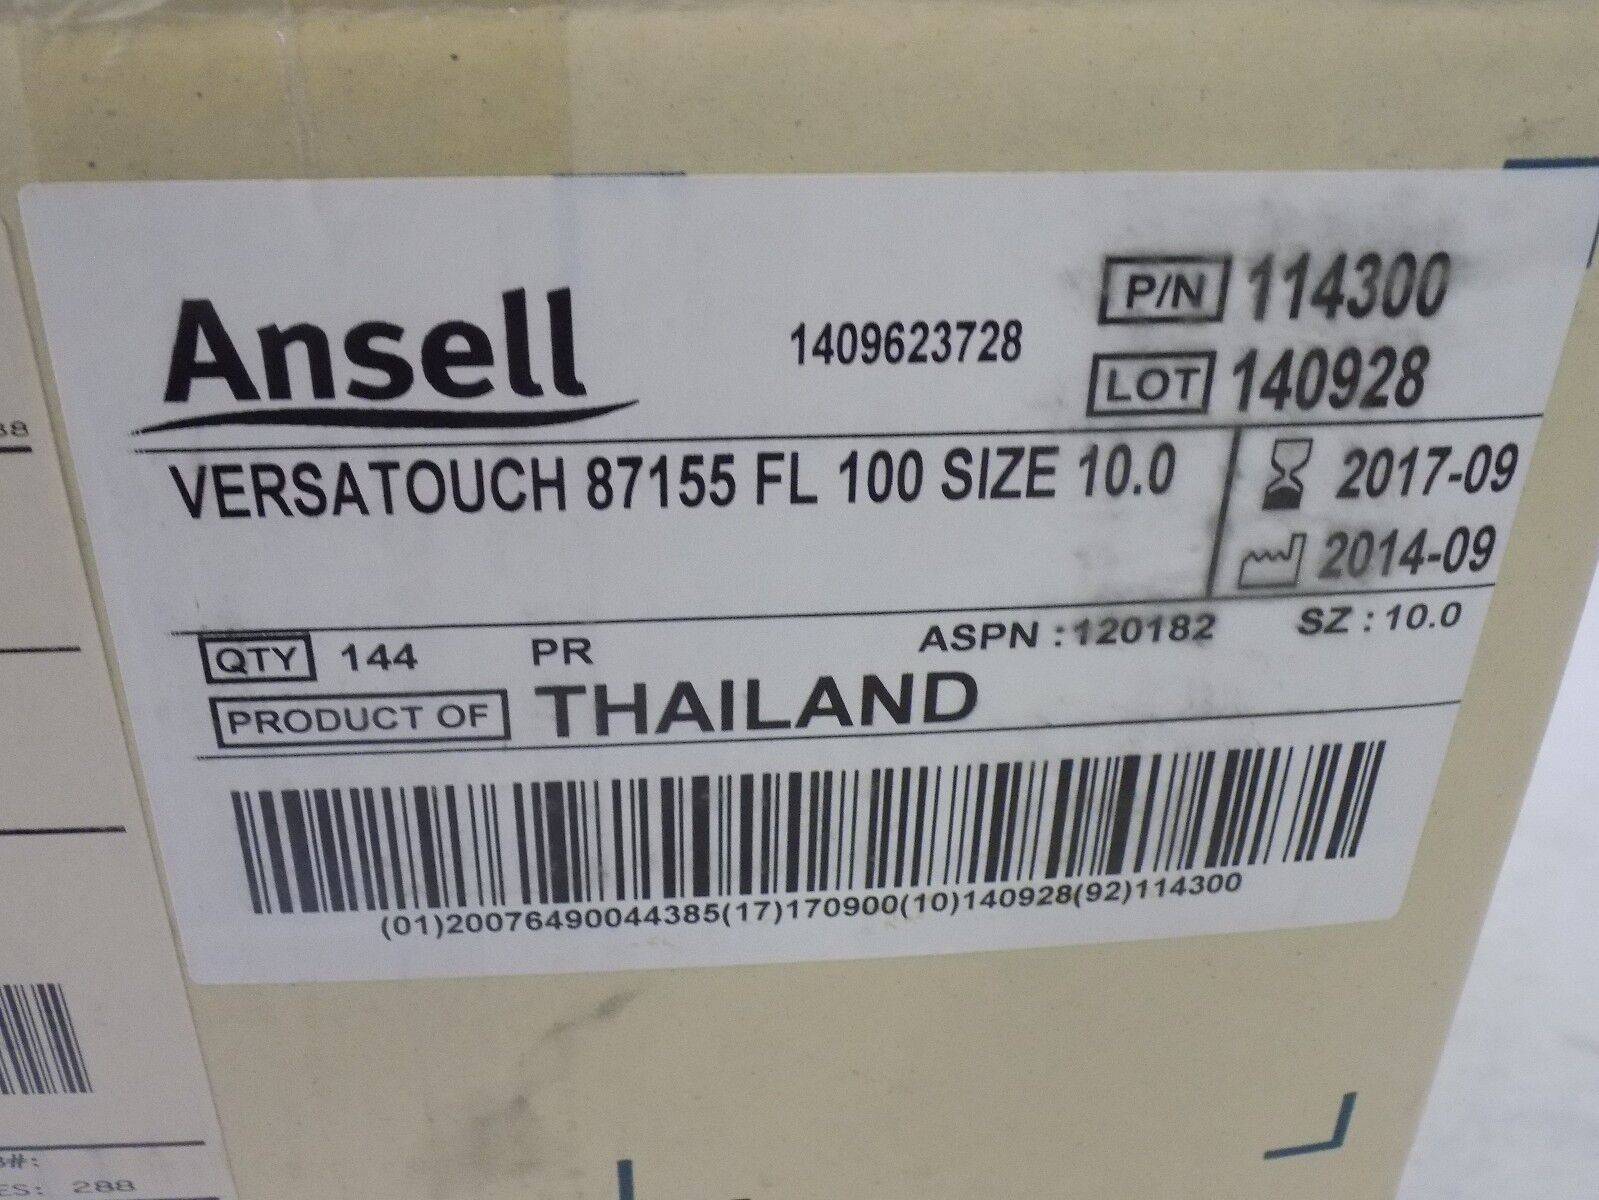 Ansell
1409623728
P/N 114300
LOT 140928
VERSATOUCH 87155 FL 100 SIZE 10.0
2017-09
2014-09
QTY 144 PR ASPN : 120182 SZ : 10.0
PRODUCT OF THAILAND
(01)20076490044385(17)170900(10)140928(92)114300
#:
ES: 288